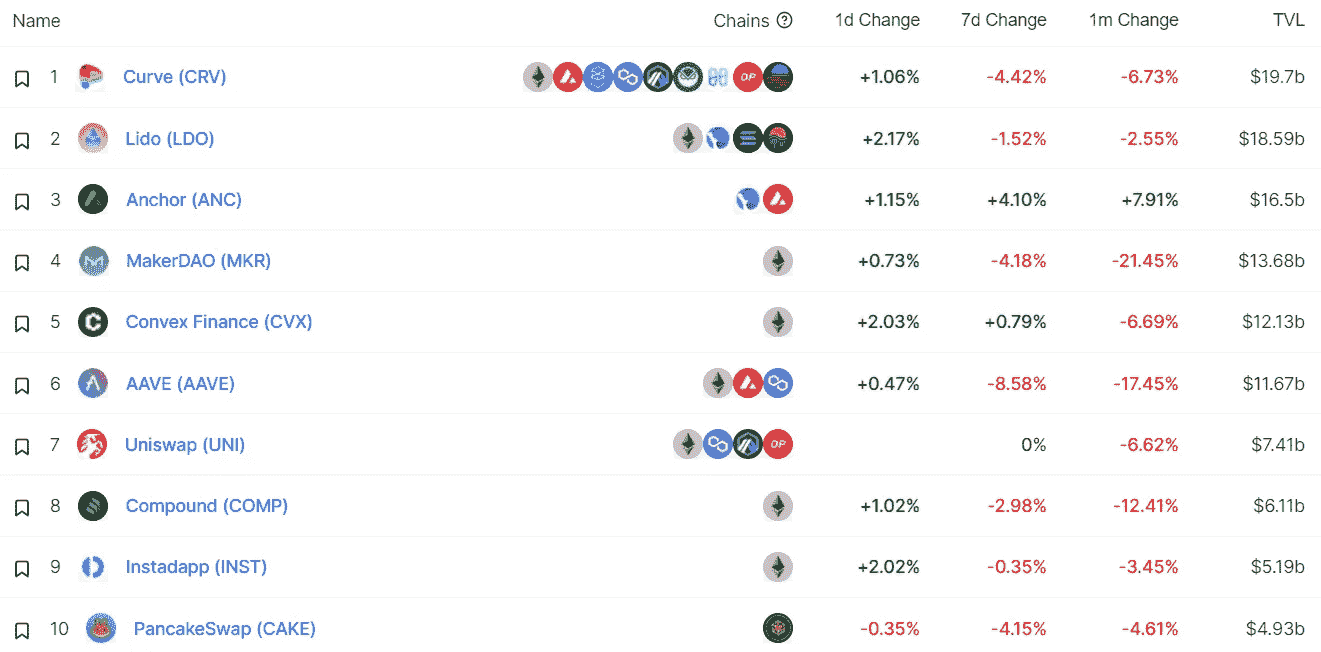 Name Chains ? 1d Change 7d Change 1m Change TVL
1 Curve (CRV) OP +1.06% -4.42% -6.73% $19.7b
2 Lido (LDO) +2.17% -1.52% -2.55% $18.59b
3 Anchor (ANC) +1.15% +4.10% +7.91% $16.5b
4 MakerDAO (MKR) +0.73% -4.18% -21.45% $13.68b
5 Convex Finance (CVX) +2.03% +0.79% -6.69% $12.13b
6 AAVE (AAVE) +0.47% -8.58% -17.45% $11.67b
7 Uniswap (UNI) OP 0% -6.62% $7.41b
8 Compound (COMP) +1.02% -2.98% -12.41% $6.11b
9 Instadapp (INST) +2.02% -0.35% -3.45% $5.19b
10 PancakeSwap (CAKE) -0.35% -4.15% -4.61% $4.93b